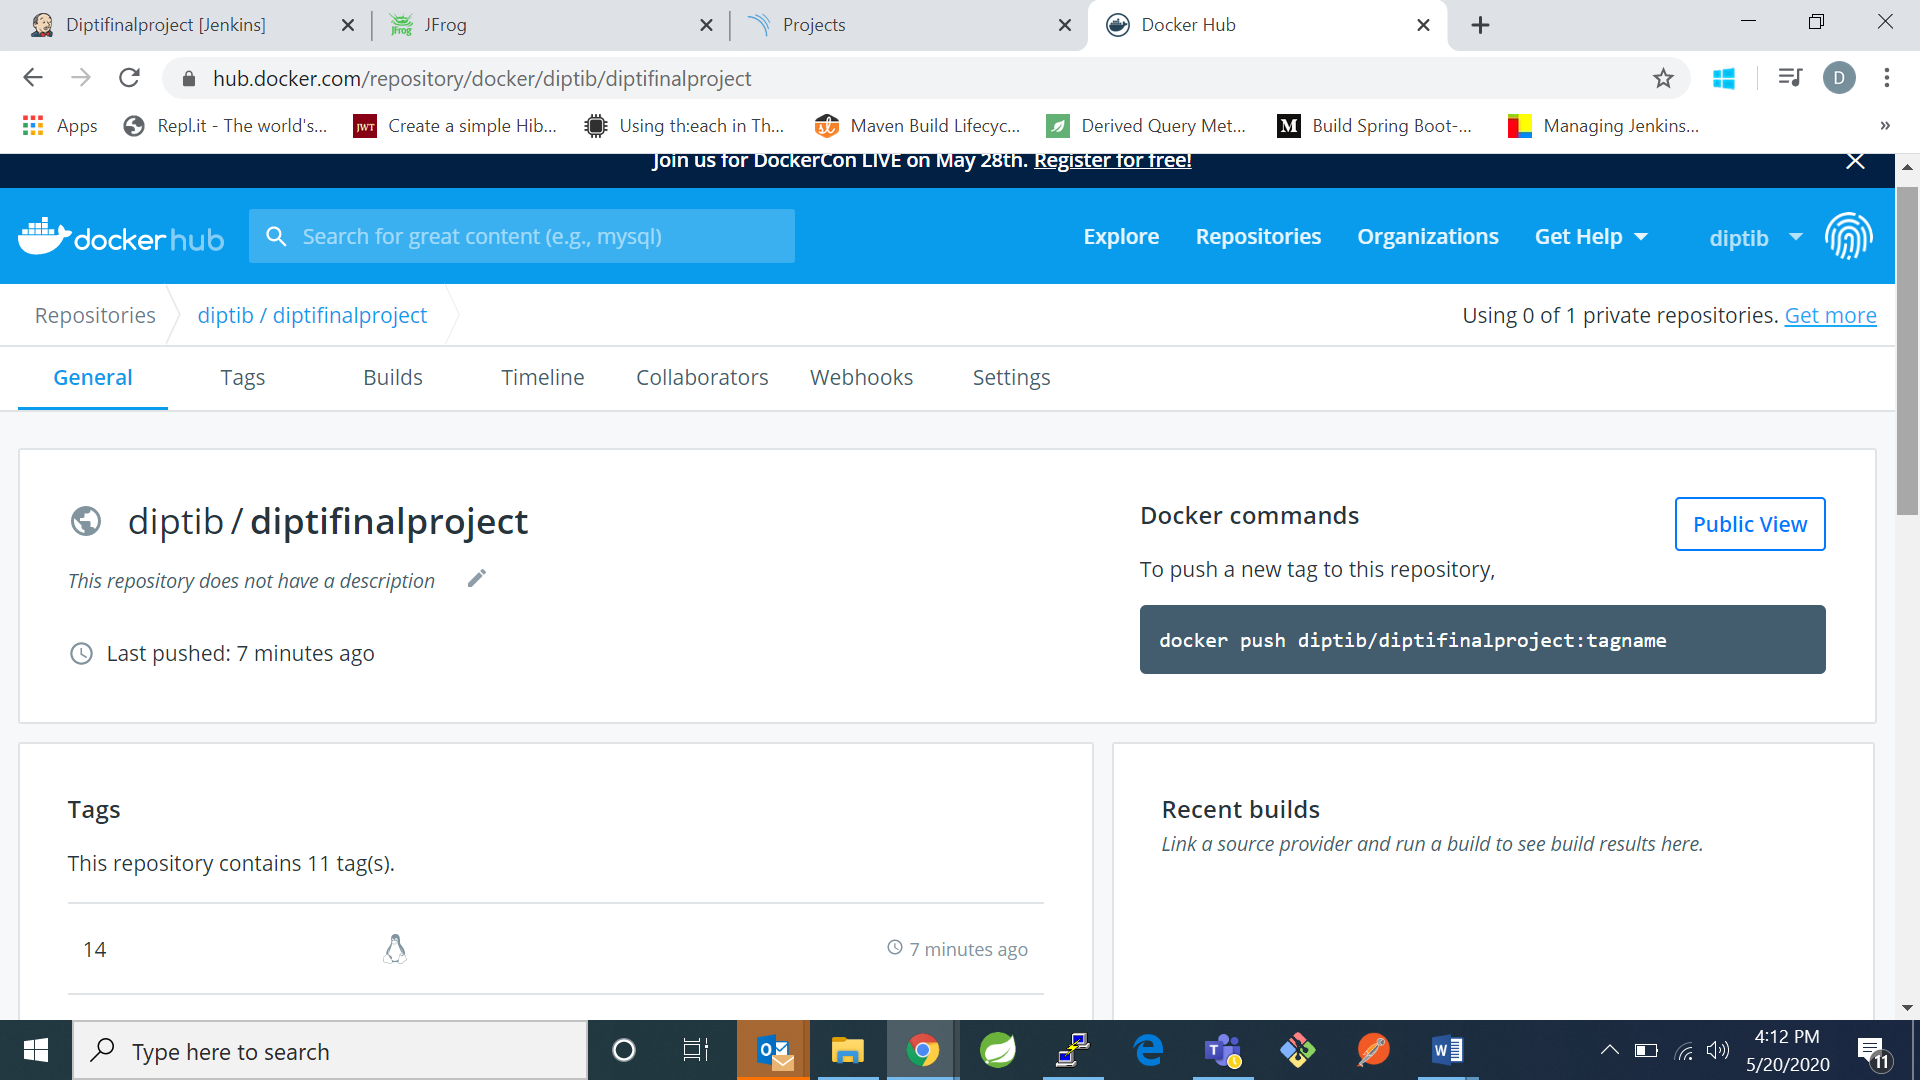 Diptifinalproject [Jenkins]
JFrog
Projects
Docker Hub
hub.docker.com/repository/docker/diptib/diptifinalproject
D
Apps
Repl.it - The world's...
JWT
Create a simple Hib...
Using th:each in Th...
Maven Build Lifecyc...
Derived Query Met...
M
Build Spring Boot-...
Managing Jenkins...
»
Join us for DockerCon LIVE on May 28th. Register for free!
docker hub
Search for great content (e.g., mysql)
Explore
Repositories
Organizations
Get Help
diptib
Repositories
diptib / diptifinalproject
Using 0 of 1 private repositories. Get more
General
Tags
Builds
Timeline
Collaborators
Webhooks
Settings
diptib / diptifinalproject
This repository does not have a description
Last pushed: 7 minutes ago
Docker commands
Public View
To push a new tag to this repository,
docker push diptib/diptifinalproject:tagname
Tags
This repository contains 11 tag(s).
14
7 minutes ago
Recent builds
Link a source provider and run a build to see build results here.
Type here to search
4:12 PM
5/20/2020
11